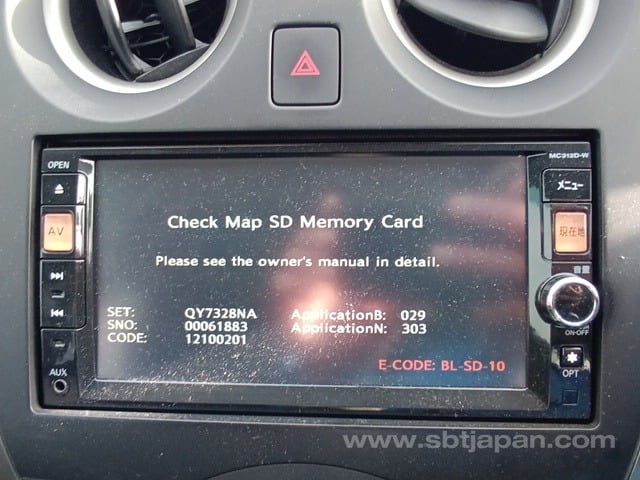 OPEN
MC312D-W
メニュー
AV
現在地
音量
Check Map SD Memory Card
Please see the owner's manual in detail.
SET: QY7328NA ApplicationB: 029
SNO: 00061883 ApplicationN: 303
CODE: 12100201
E-CODE: BL-SD-10
ON·OFF
AUX
OPT
www.sbtjapan.com